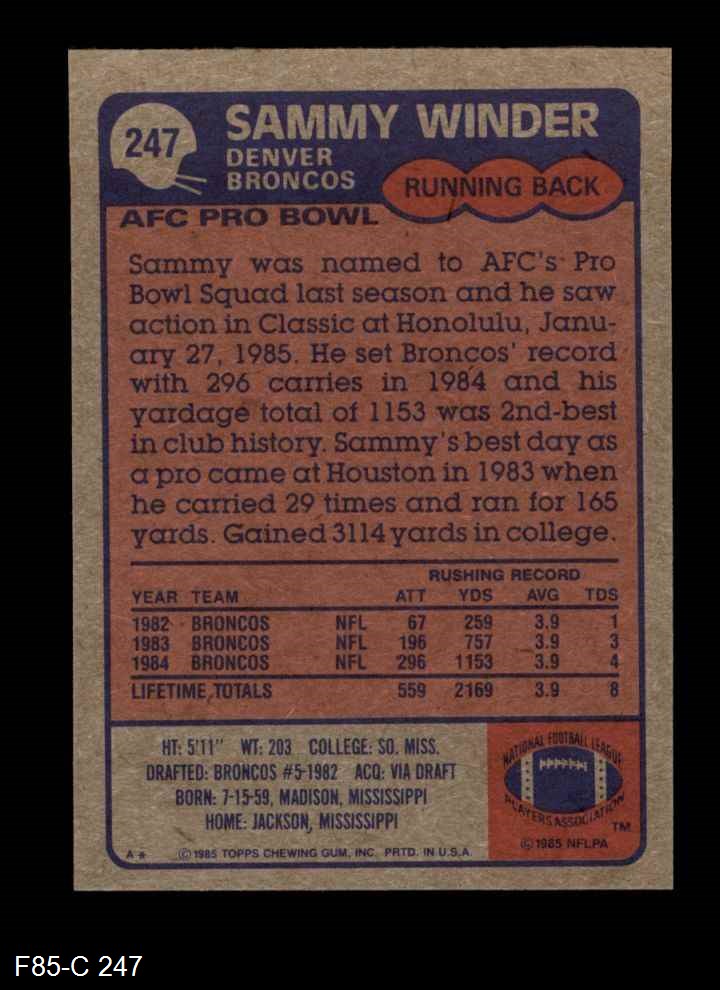 247
SAMMY WINDER
DENVER
BRONCOS
RUNNING BACK
AFC PRO BOWL
Sammy was named to AFC's Pro
Bowl Squad last season and he saw
action in Classic at Honolulu, Janu-
ary 27, 1985. He set Broncos' record
with 296 carries in 1984 and his
yardage total of 1153 was 2nd-best
in club history. Sammy's best day as
a pro came at Houston in 1983 when
he carried 29 times and ran for 165
yards. Gained 3114 yards in college.
RUSHING RECORD
YEAR TEAM ATT YDS AVG TDS
1982 BRONCOS NFL 67 259 3.9 1
1983 BRONCOS NFL 196 757 3.9 3
1984 BRONCOS NFL 296 1153 3.9 4
LIFETIME TOTALS 559 2169 3.9 8
HT: 5'11" WT: 203 COLLEGE: SO. MISS.
DRAFTED: BRONCOS #5-1982 ACQ: VIA DRAFT
BORN: 7-15-59, MADISON, MISSISSIPPI
HOME: JACKSON, MISSISSIPPI
A* © 1985 TOPPS CHEWING GUM, INC. PRTD. IN U.S.A.
NATIONAL FOOTBALL LEAGUE
PLAYERS ASSOCIATION
TM
© 1985 NFLPA
F85-C 247